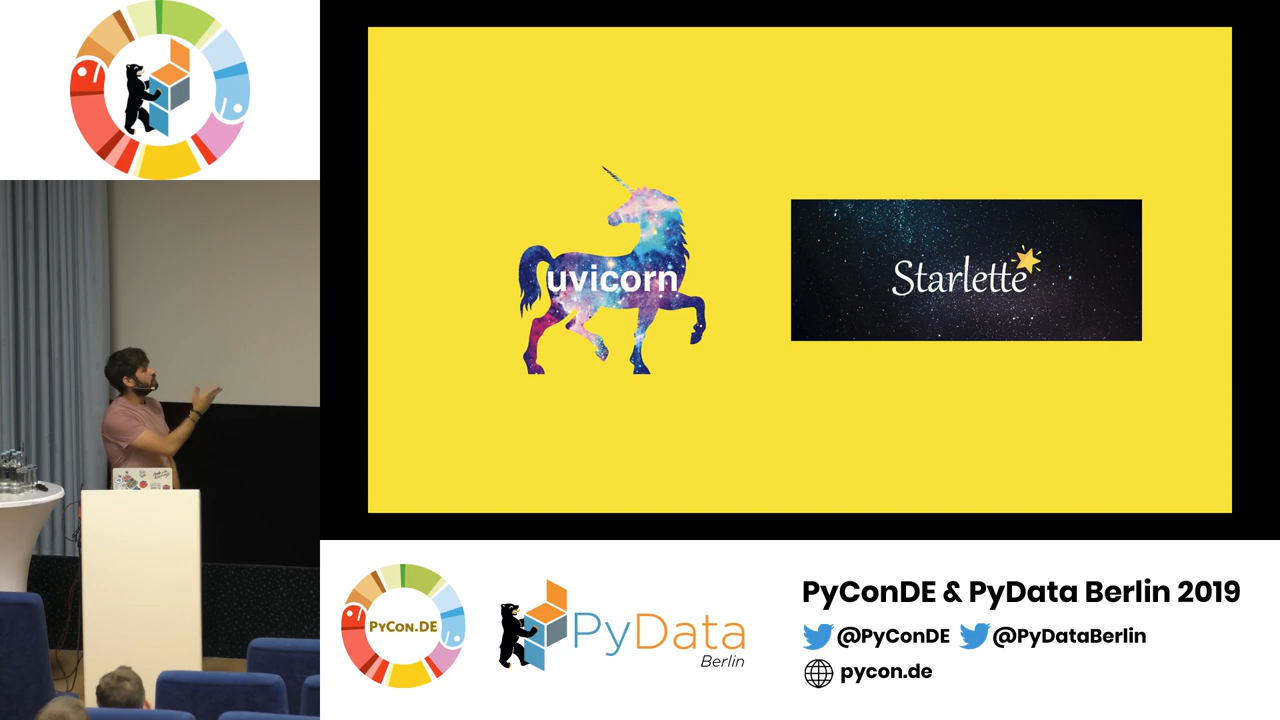 uvicorn
Starlette
PyCon.DE
PyData
Berlin
PyConDE & PyData Berlin 2019
@PyConDE @PyDataBerlin
pycon.de